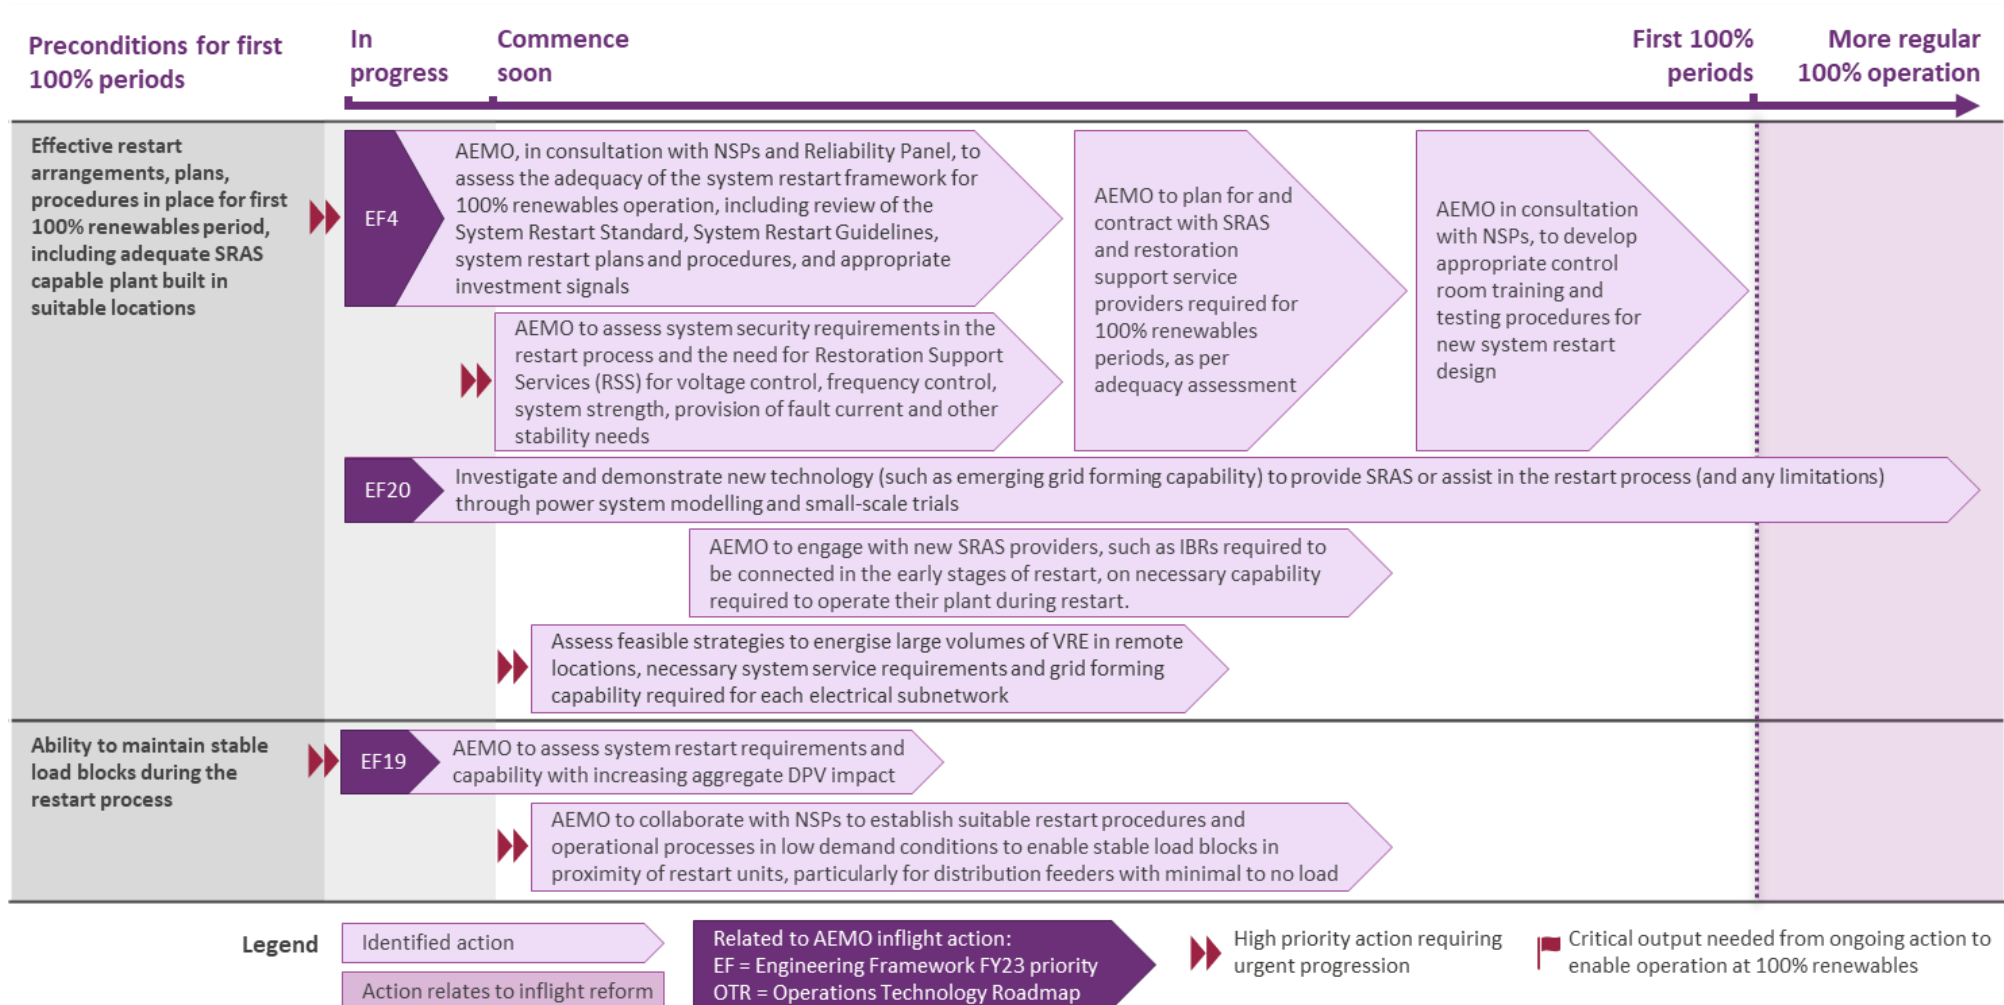 Preconditions for first
100% periods
In
progress
Commence
soon
First 100%
periods
More regular
100% operation
Effective restart
arrangements, plans,
procedures in place for first
100% renewables period,
including adequate SRAS
capable plant built in
suitable locations
EF4
AEMO, in consultation with NSPs and Reliability Panel, to
assess the adequacy of the system restart framework for
100% renewables operation, including review of the
System Restart Standard, System Restart Guidelines,
system restart plans and procedures, and appropriate
investment signals
AEMO to assess system security requirements in the
restart process and the need for Restoration Support
Services (RSS) for voltage control, frequency control,
system strength, provision of fault current and other
stability needs
AEMO to plan for and
contract with SRAS
and restoration
support service
providers required for
100% renewables
periods, as per
adequacy assessment
AEMO in consultation
with NSPs, to develop
appropriate control
room training and
testing procedures for
new system restart
design
EF20
Investigate and demonstrate new technology (such as emerging grid forming capability) to provide SRAS or assist in the restart process (and any limitations)
through power system modelling and small-scale trials
AEMO to engage with new SRAS providers, such as IBRs required to
be connected in the early stages of restart, on necessary capability
required to operate their plant during restart.
Assess feasible strategies to energise large volumes of VRE in remote
locations, necessary system service requirements and grid forming
capability required for each electrical subnetwork
Ability to maintain stable
load blocks during the
restart process
EF19
AEMO to assess system restart requirements and
capability with increasing aggregate DPV impact
AEMO to collaborate with NSPs to establish suitable restart procedures and
operational processes in low demand conditions to enable stable load blocks in
proximity of restart units, particularly for distribution feeders with minimal to no load
Legend
Identified action
Action relates to inflight reform
Related to AEMO inflight action:
EF = Engineering Framework FY23 priority
OTR = Operations Technology Roadmap
High priority action requiring
urgent progression
Critical output needed from ongoing action to
enable operation at 100% renewables